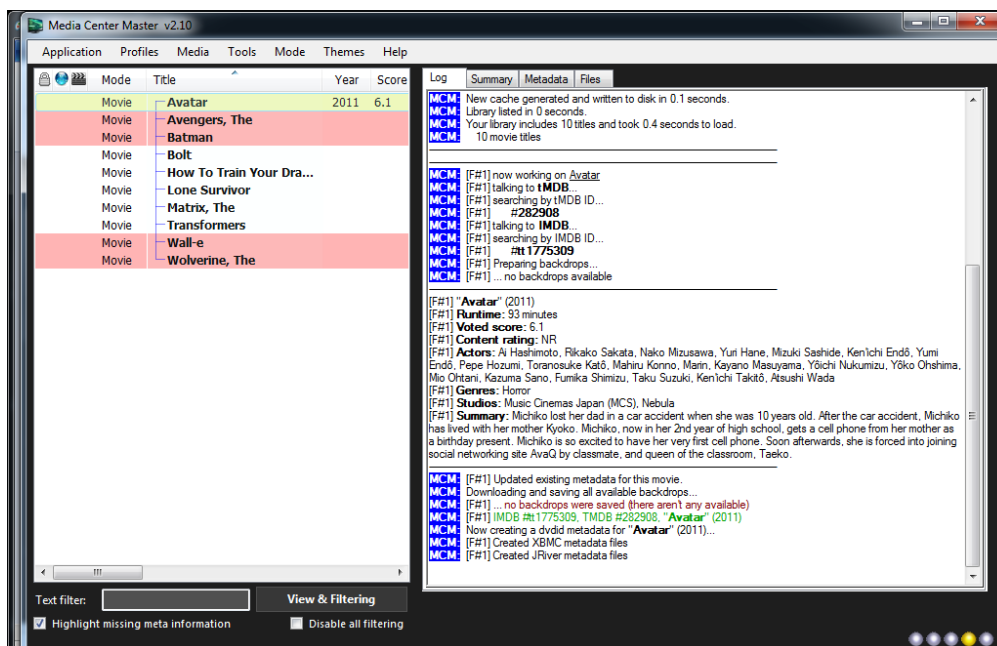 Media Center Master v2.10
Application Profiles Media Tools Mode Themes Help
Mode Title Year Score
Movie Avatar 2011 6.1
Movie Avengers, The
Movie Batman
Movie Bolt
Movie How To Train Your Dra...
Movie Lone Survivor
Movie Matrix, The
Movie Transformers
Movie Wall-e
Movie Wolverine, The
Text filter: View & Filtering
Highlight missing meta information Disable all filtering
Log Summary Metadata Files
MCM: New cache generated and written to disk in 0.1 seconds.
MCM: Library listed in 0 seconds.
MCM: Your library includes 10 titles and took 0.4 seconds to load.
MCM: 10 movie titles
MCM: [F#1] now working on Avatar
MCM: [F#1] talking to tMDB...
MCM: [F#1] searching by tMDB ID...
MCM: [F#1] #282908
MCM: [F#1] talking to IMDB...
MCM: [F#1] searching by IMDB ID...
MCM: [F#1] #tt1775309
MCM: [F#1] Preparing backdrops...
MCM: [F#1] ... no backdrops available
[F#1] "Avatar" (2011)
[F#1] Runtime: 93 minutes
[F#1] Voted score: 6.1
[F#1] Content rating: NR
[F#1] Actors: Ai Hashimoto, Rikako Sakata, Nako Mizusawa, Yuri Hane, Mizuki Sashide, Ken'ichi Endô, Yumi
Endô, Pepe Hozumi, Toranosuke Katô, Mahiru Konno, Marin, Kayano Masuyama, Yôichi Nukumizu, Yôko Ohshima,
Mio Ohtani, Kazuma Sano, Fumika Shimizu, Taku Suzuki, Ken'ichi Takitô, Atsushi Wada
[F#1] Genres: Horror
[F#1] Studios: Music Cinemas Japan (MCS), Nebula
[F#1] Summary: Michiko lost her dad in a car accident when she was 10 years old. After the car accident, Michiko
has lived with her mother Kyoko. Michiko, now in her 2nd year of high school, gets a cell phone from her mother as
a birthday present. Michiko is so excited to have her very first cell phone. Soon afterwards, she is forced into joining
social networking site AvaQ by classmate, and queen of the classroom, Taeko.
MCM: [F#1] Updated existing metadata for this movie.
MCM: Downloading and saving all available backdrops...
MCM: [F#1] ... no backdrops were saved (there aren't any available)
MCM: [F#1] IMDB #tt1775309, TMDB #282908, "Avatar" (2011)
MCM: Now creating a dvdid metadata for "Avatar" (2011)...
MCM: [F#1] Created XBMC metadata files
MCM: [F#1] Created JRiver metadata files